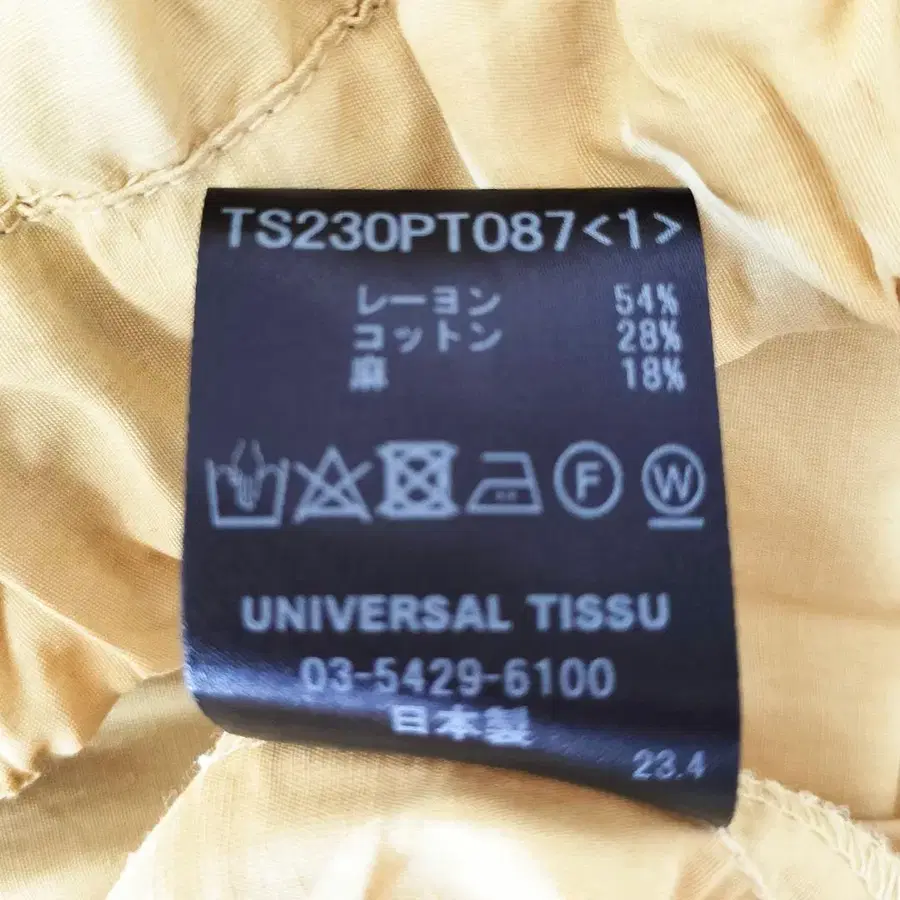 TS230PT087<1>
レーヨン 54%
コットン 28%
麻 18%
F W
UNIVERSAL TISSU
03-5429-6100
日本製
23.4